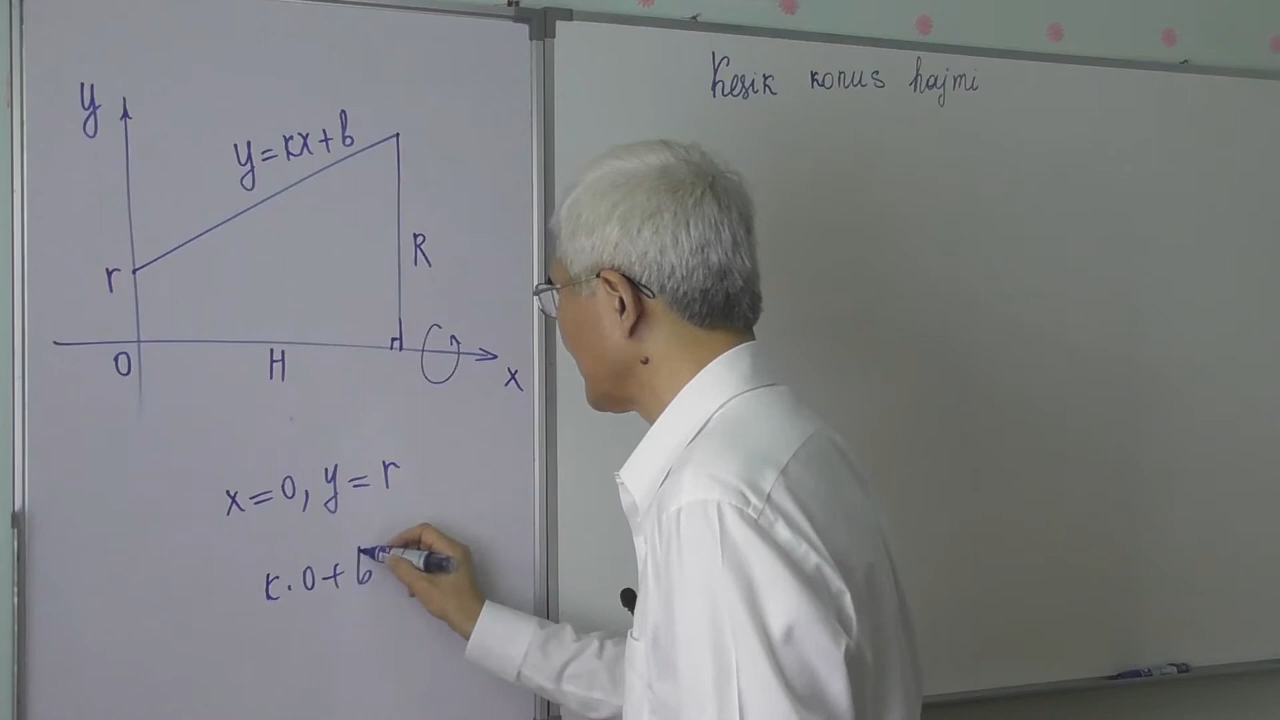 Kesik konus hajmi
y
y=kx+b
r
R
O
H
x
x=0, y=r
k·0+b